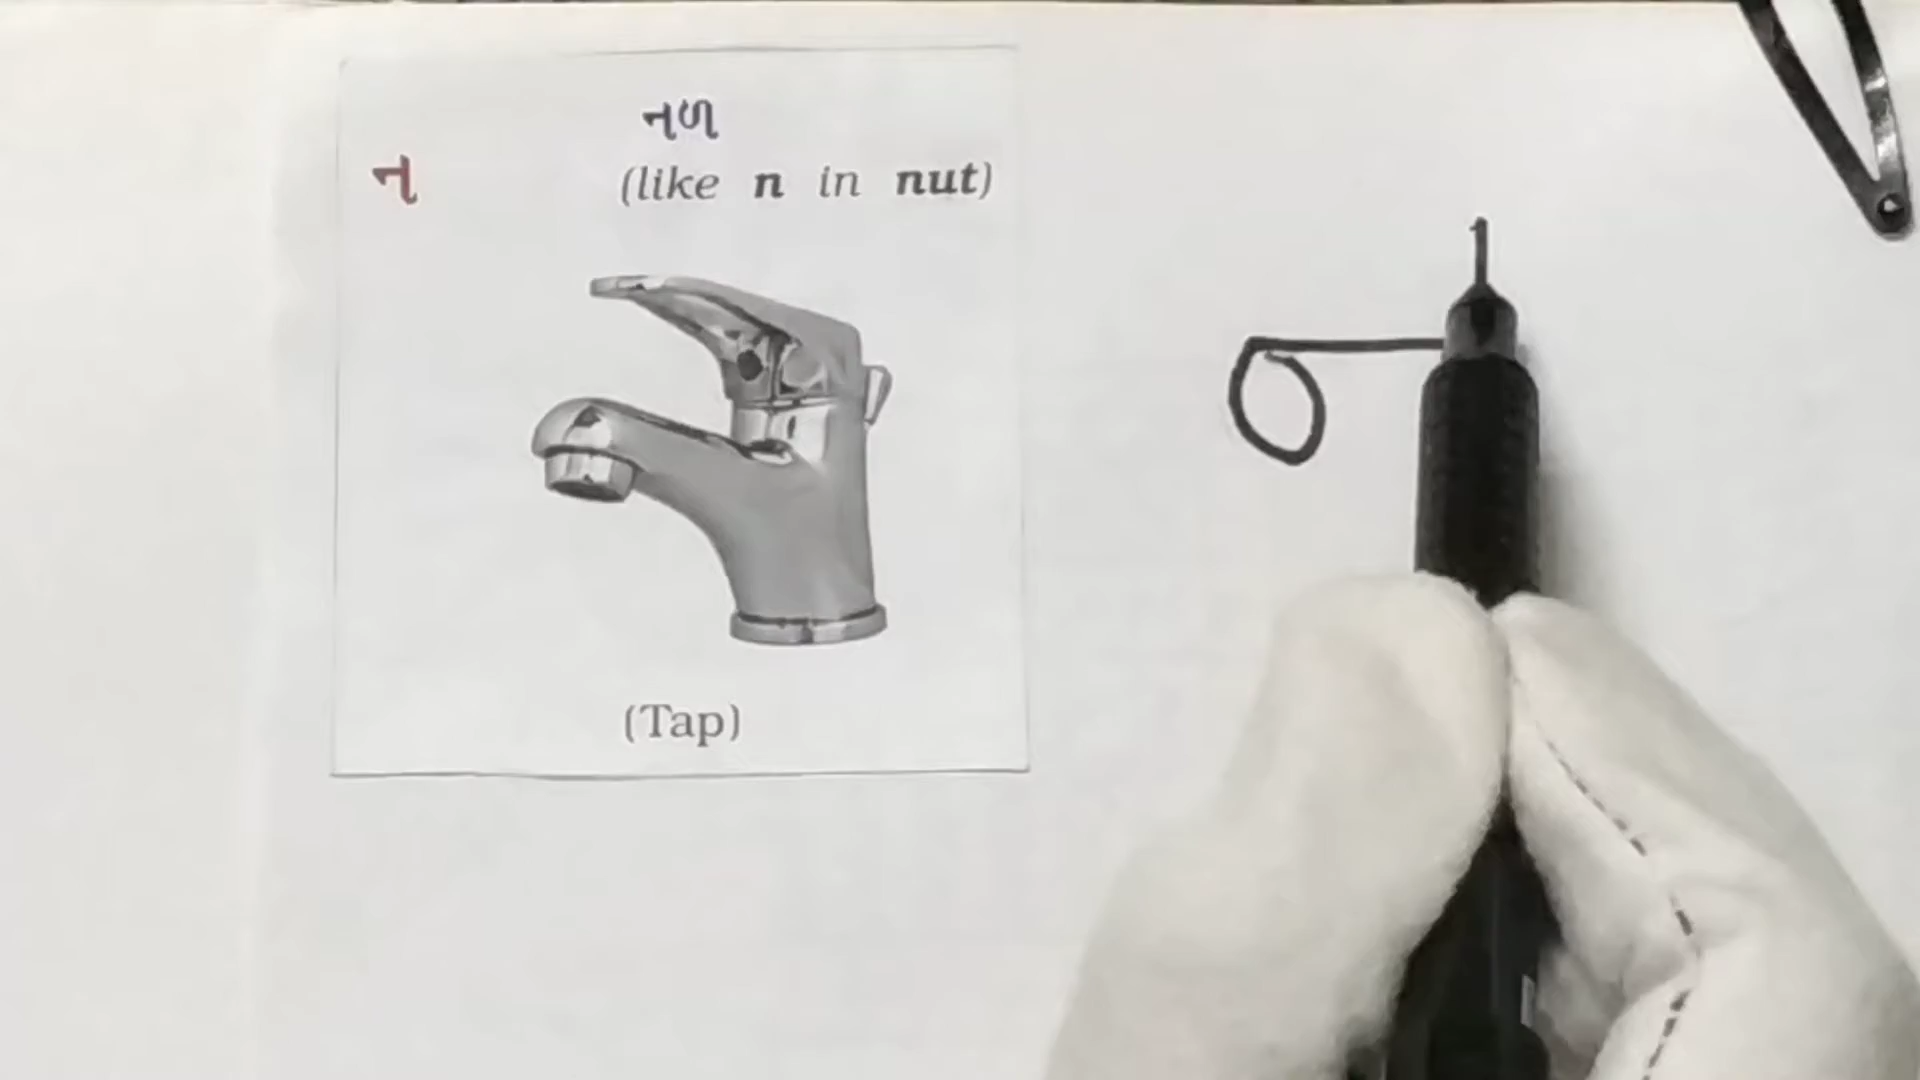 નળ
ન (like n in nut)
(Tap)